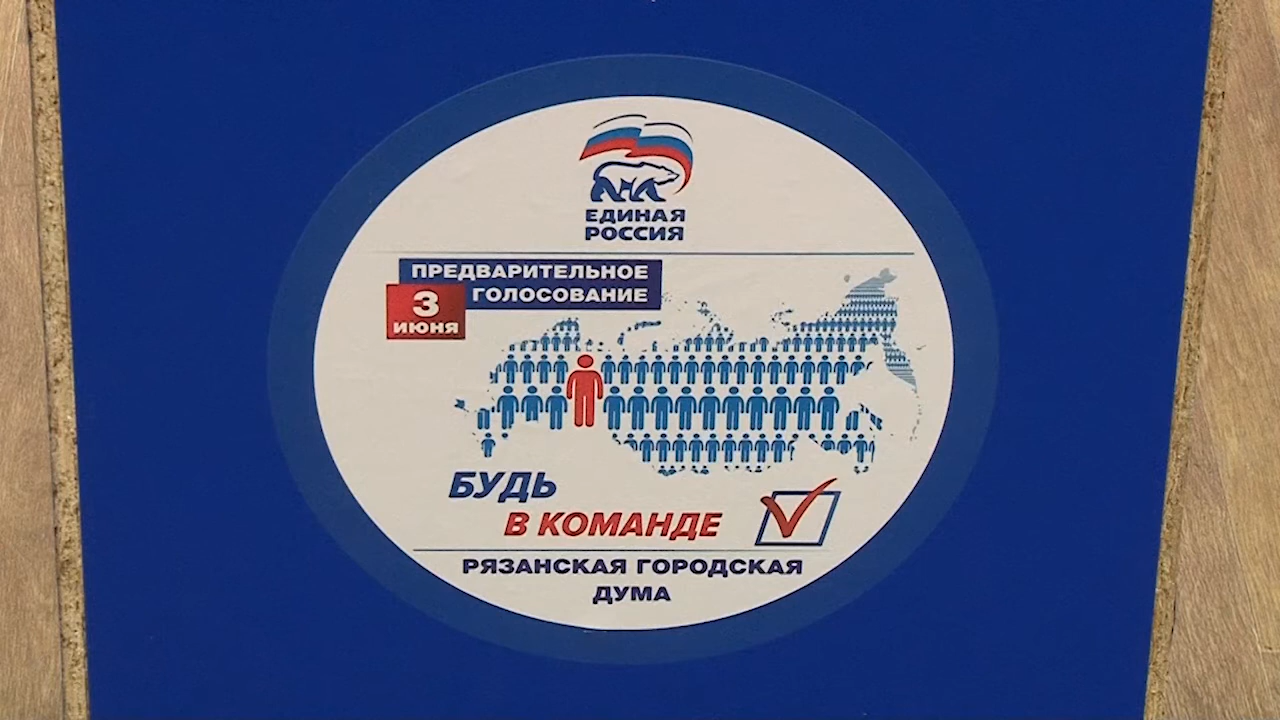 ЕДИНАЯ
РОССИЯ
ПРЕДВАРИТЕЛЬНОЕ
ГОЛОСОВАНИЕ
3
ИЮНЯ
БУДЬ
В КОМАНДЕ
РЯЗАНСКАЯ ГОРОДСКАЯ
ДУМА